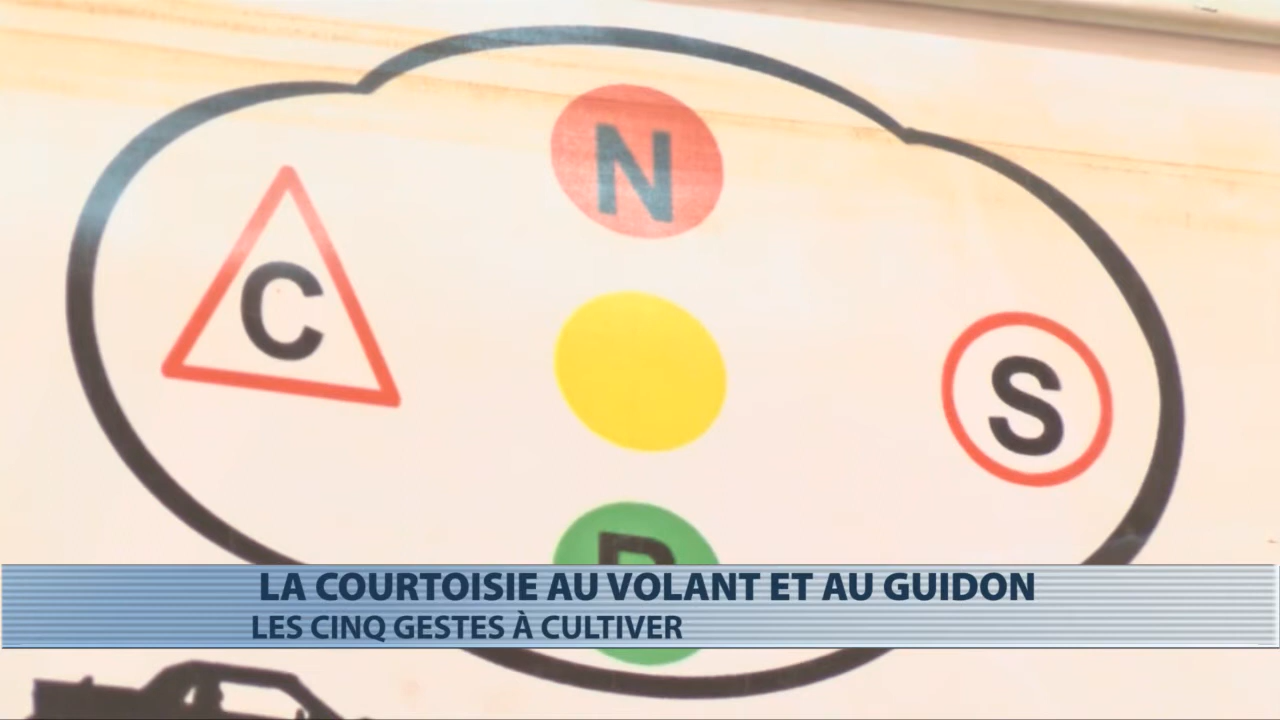 N
C
S
LA COURTOISIE AU VOLANT ET AU GUIDON
LES CINQ GESTES À CULTIVER